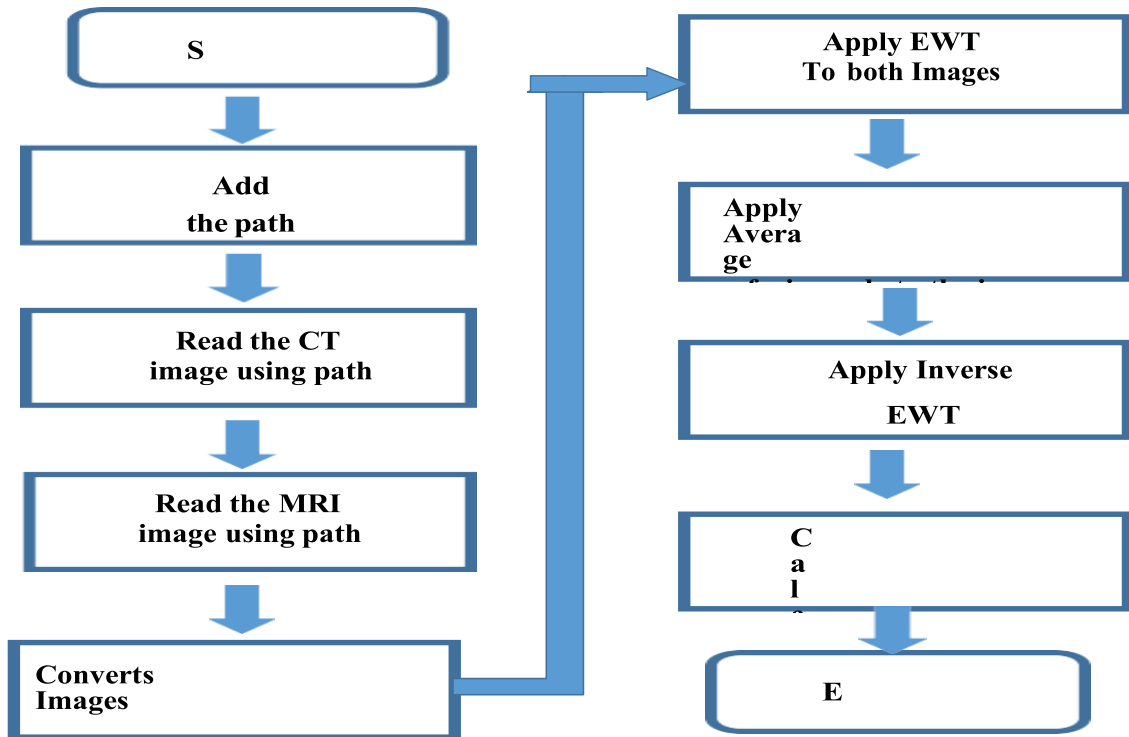 S
Add
the path
Read the CT
image using path
Read the MRI
image using path
Converts
Images
Apply EWT
To both Images
Apply
Avera
ge
Apply Inverse
EWT
C
a
l
E